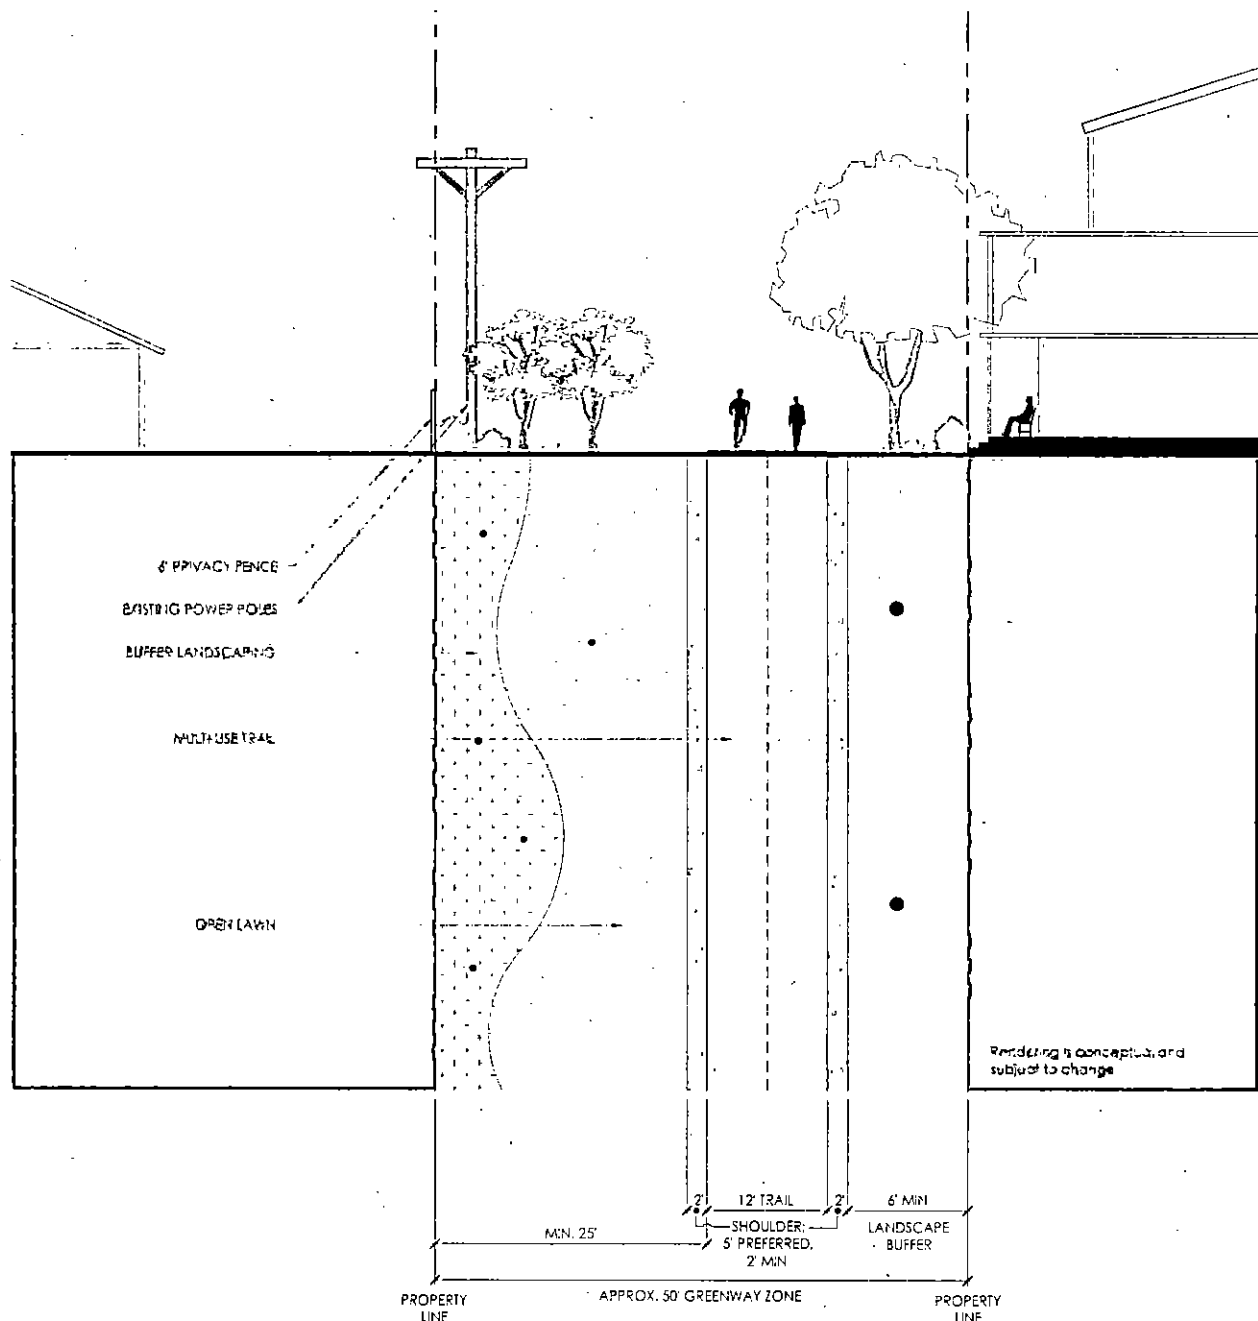 6' PRIVACY FENCE
EXISTING POWER POLES
BUFFER LANDSCAPING
MULTI-USE TRAIL
OPEN LAWN
Rendering is conceptual and
subject to change
2'
12' TRAIL
2'
6' MIN
SHOULDER:
5' PREFERRED,
2' MIN
LANDSCAPE
BUFFER
MIN. 25'
APPROX. 50' GREENWAY ZONE
PROPERTY
LINE
PROPERTY
LINE